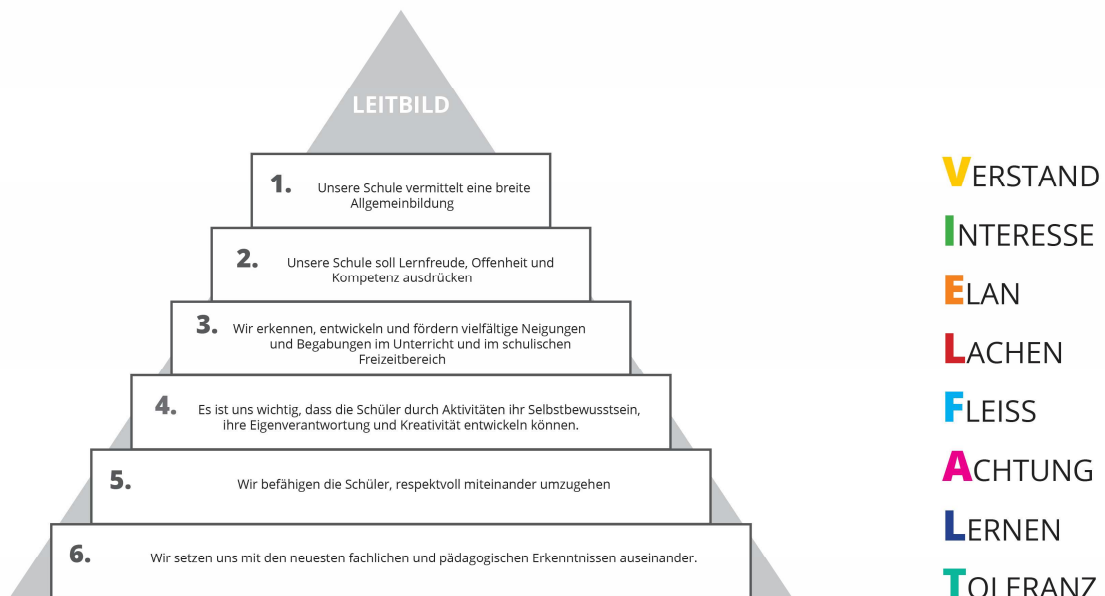 LEITBILD
1. Unsere Schule vermittelt eine breite
Allgemeinbildung
2. Unsere Schule soll Lernfreude, Offenheit und
Kompetenz ausdrücken
3. Wir erkennen, entwickeln und fördern vielfältige Neigungen
und Begabungen im Unterricht und im schulischen
Freizeitbereich
4. Es ist uns wichtig, dass die Schüler durch Aktivitäten ihr Selbstbewusstsein,
ihre Eigenverantwortung und Kreativität entwickeln können.
5. Wir befähigen die Schüler, respektvoll miteinander umzugehen
6. Wir setzen uns mit den neuesten fachlichen und pädagogischen Erkenntnissen auseinander.
VERSTAND
INTERESSE
ELAN
LACHEN
FLEISS
ACHTUNG
LERNEN
TOLERANZ